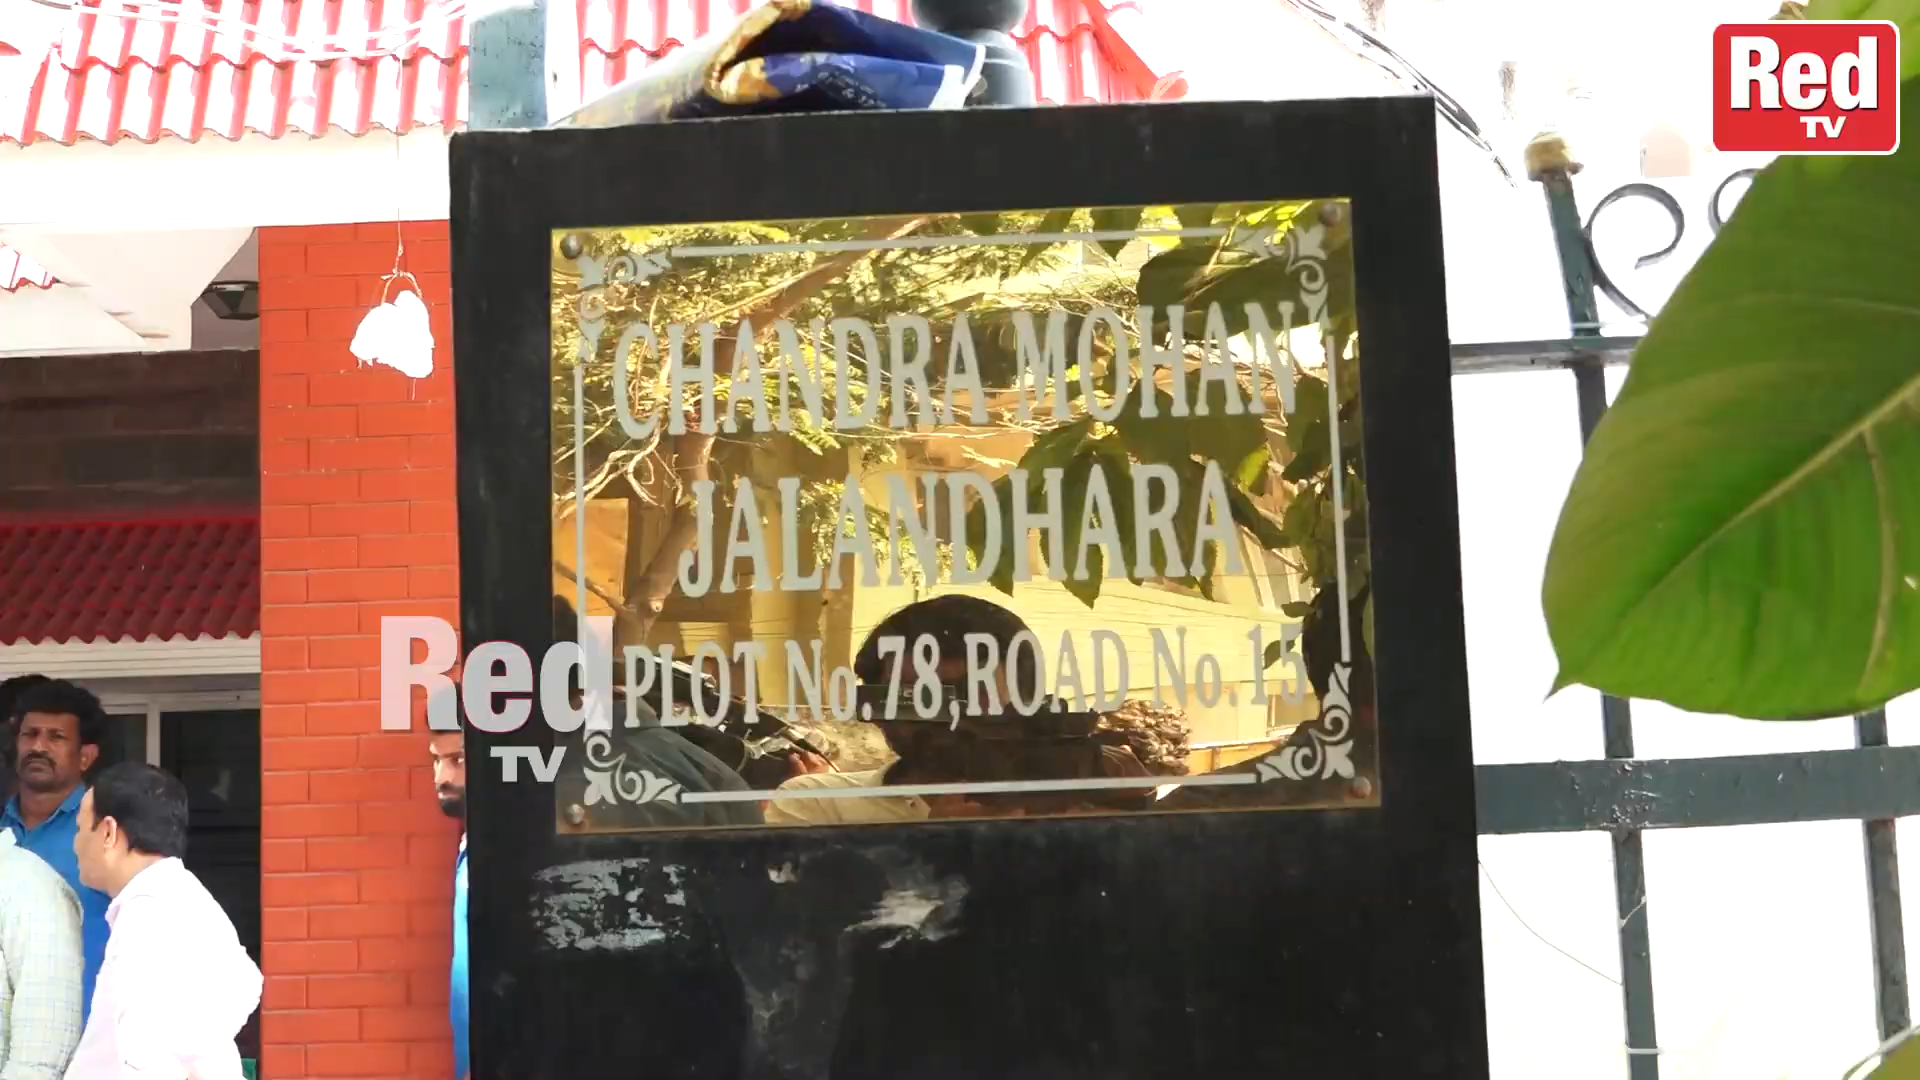 Red
TV
CHANDRA MOHAN
JALANDHARA
PLOT No.78,ROAD No.15
Red
TV